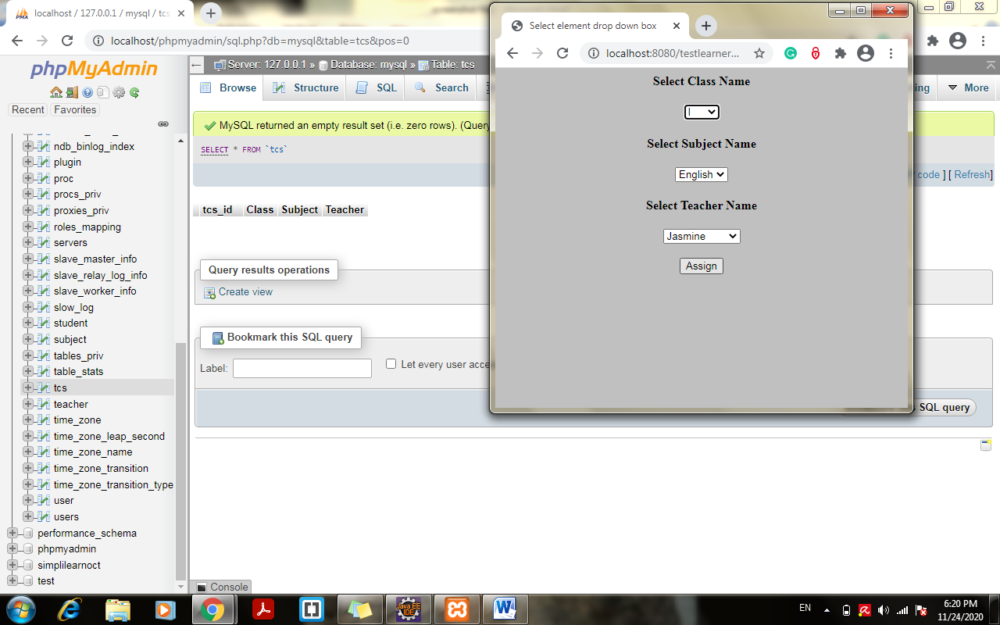 localhost / 127.0.0.1 / mysql / tcs
localhost/phpmyadmin/sql.php?db=mysql&table=tcs&pos=0
phpMyAdmin
Recent
Favorites
ndb_binlog_index
plugin
proc
procs_priv
proxies_priv
roles_mapping
servers
slave_master_info
slave_relay_log_info
slave_worker_info
slow_log
student
subject
tables_priv
table_stats
tcs
teacher
time_zone
time_zone_leap_second
time_zone_name
time_zone_transition
time_zone_transition_type
user
users
performance_schema
phpmyadmin
simplilearnoct
test
Server: 127.0.0.1 » Database: mysql » Table: tcs
Browse
Structure
SQL
Search
ing
More
MySQL returned an empty result set (i.e. zero rows). (Query
SELECT * FROM `tcs`
code ] [ Refresh]
tcs_id Class Subject Teacher
Query results operations
Create view
Bookmark this SQL query
Label:
Let every user acce
SQL query
Console
Select element drop down box
localhost:8080/testlearner...
Select Class Name
I
Select Subject Name
English
Select Teacher Name
Jasmine
Assign
Java EE
IDE
EN
6:20 PM
11/24/2020